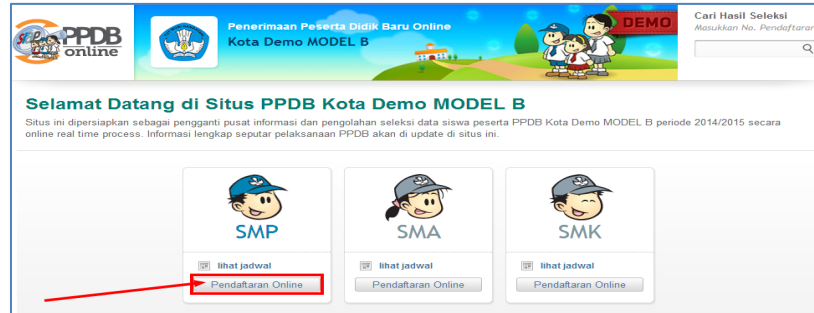 SIAP PPDB
online
Penerimaan Peserta Didik Baru Online
Kota Demo MODEL B
DEMO
Cari Hasil Seleksi
Masukkan No. Pendaftaran
Selamat Datang di Situs PPDB Kota Demo MODEL B
Situs ini dipersiapkan sebagai pengganti pusat informasi dan pengolahan seleksi data siswa peserta PPDB Kota Demo MODEL B periode 2014/2015 secara
online real time process. Informasi lengkap seputar pelaksanaan PPDB akan di update di situs ini.
SMP
SMA
SMK
lihat jadwal
lihat jadwal
lihat jadwal
Pendaftaran Online
Pendaftaran Online
Pendaftaran Online